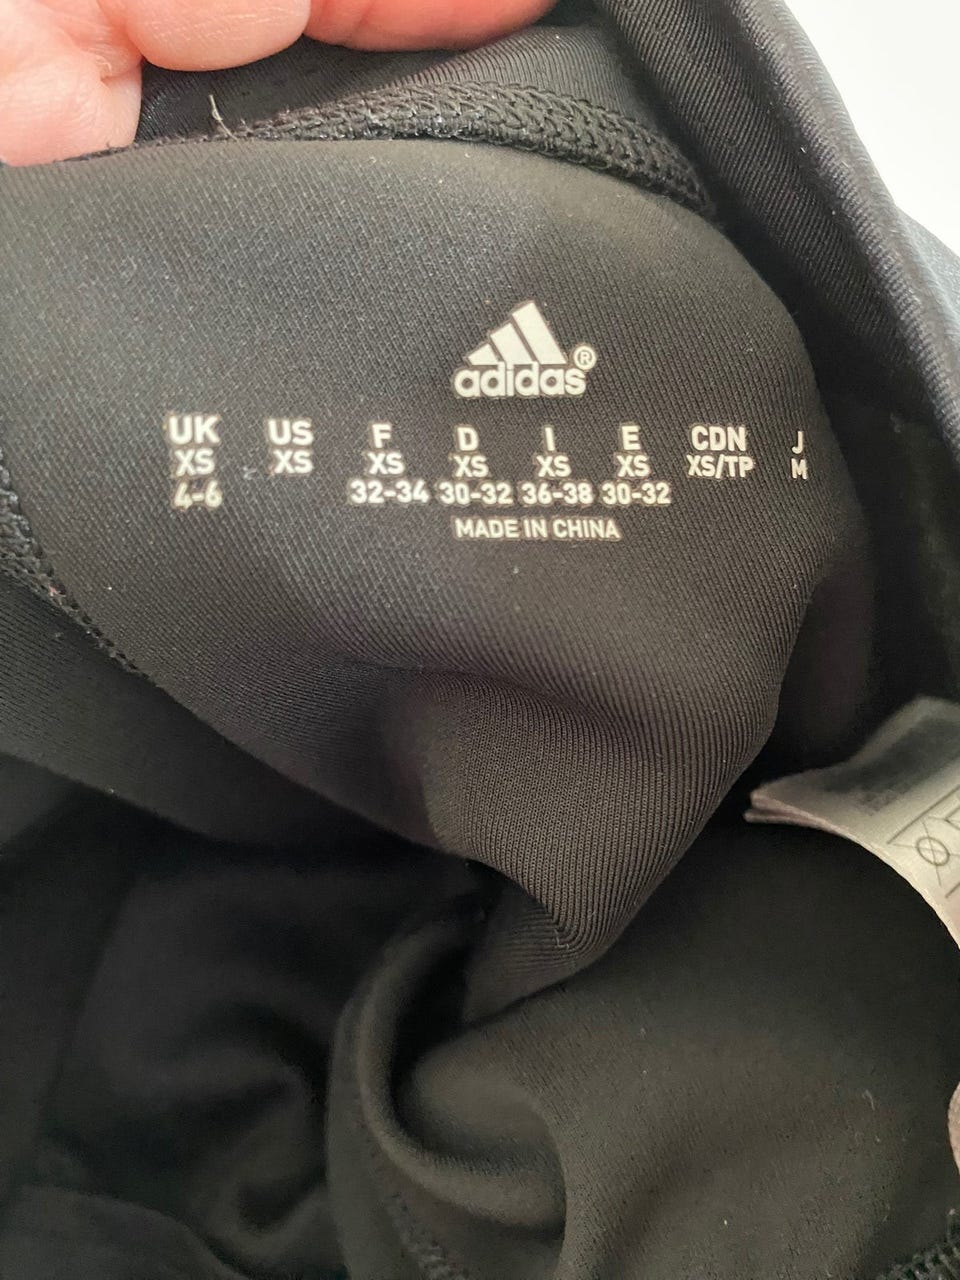 adidas®
UK US F D I E CDN J
XS XS XS XS XS XS XS/TP M
4-6 32-34 30-32 36-38 30-32
MADE IN CHINA